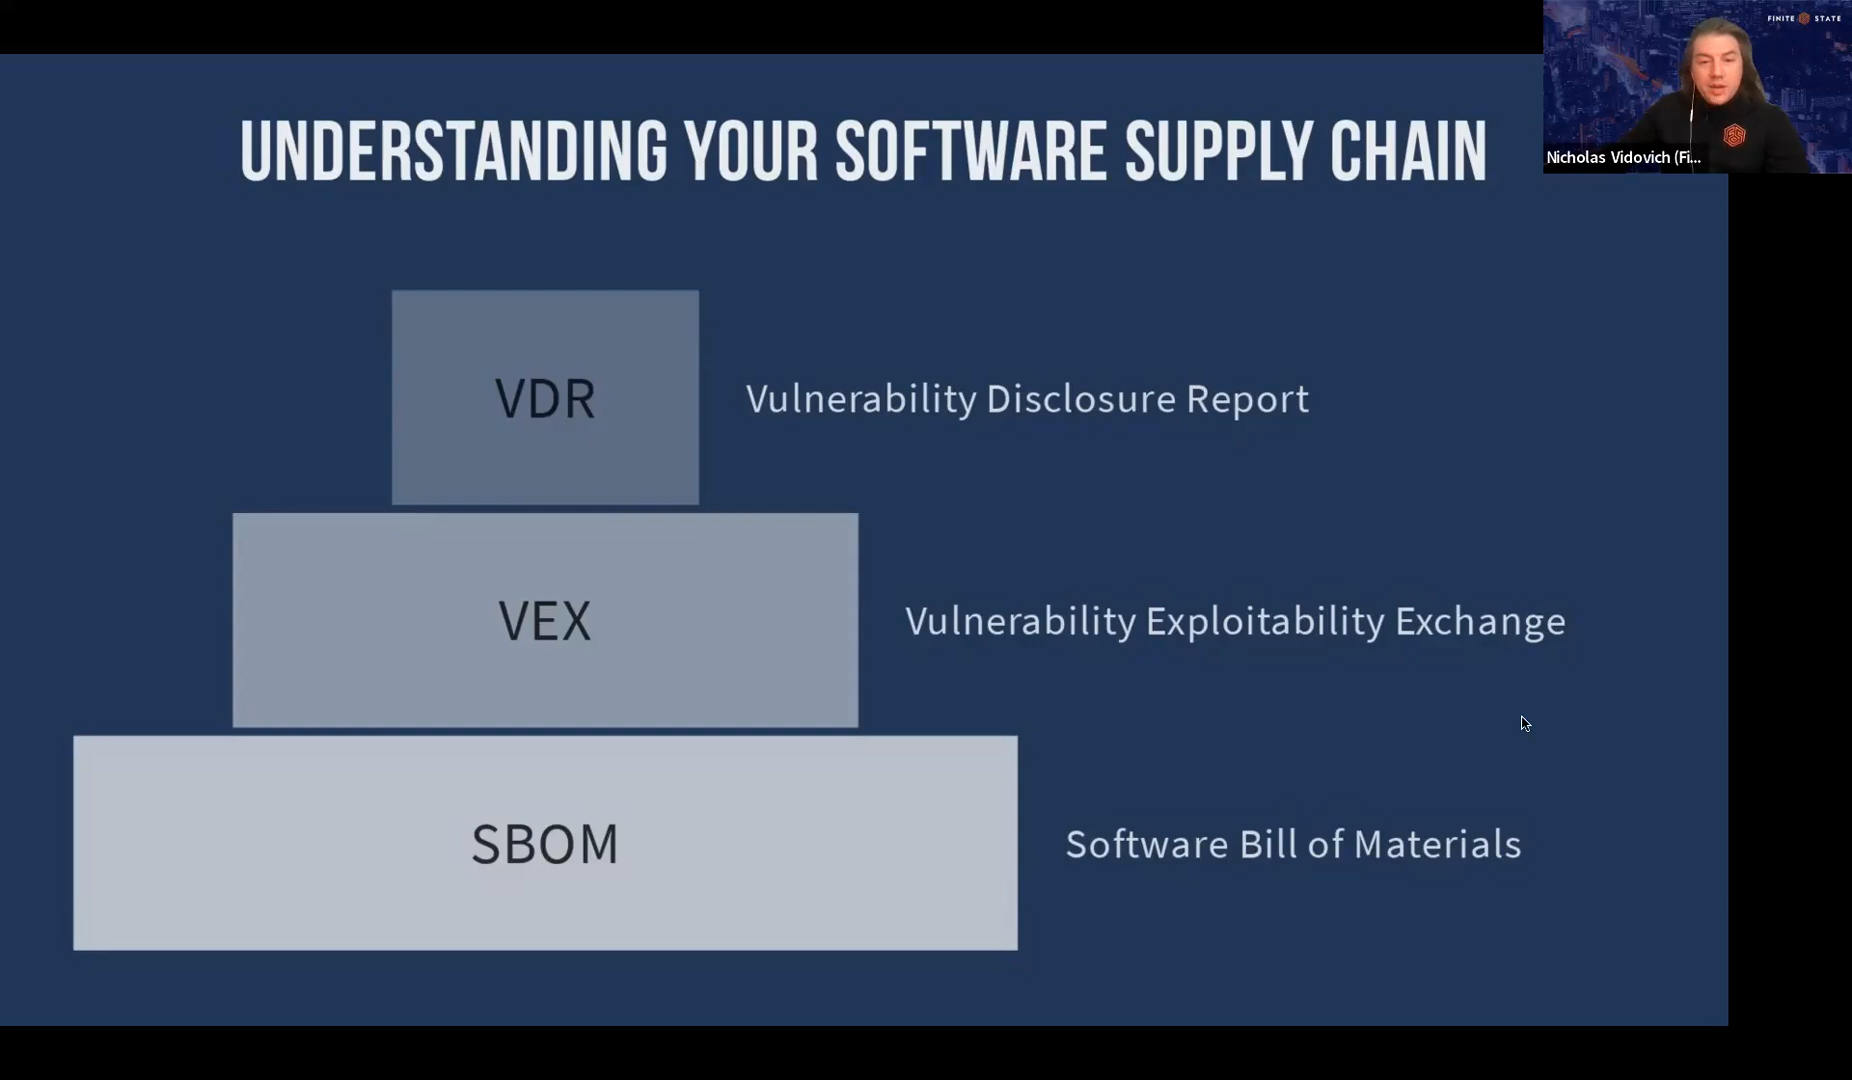 FINITE STATE
Nicholas Vidovich (Fi...
UNDERSTANDING YOUR SOFTWARE SUPPLY CHAIN
VDR
Vulnerability Disclosure Report
VEX
Vulnerability Exploitability Exchange
SBOM
Software Bill of Materials